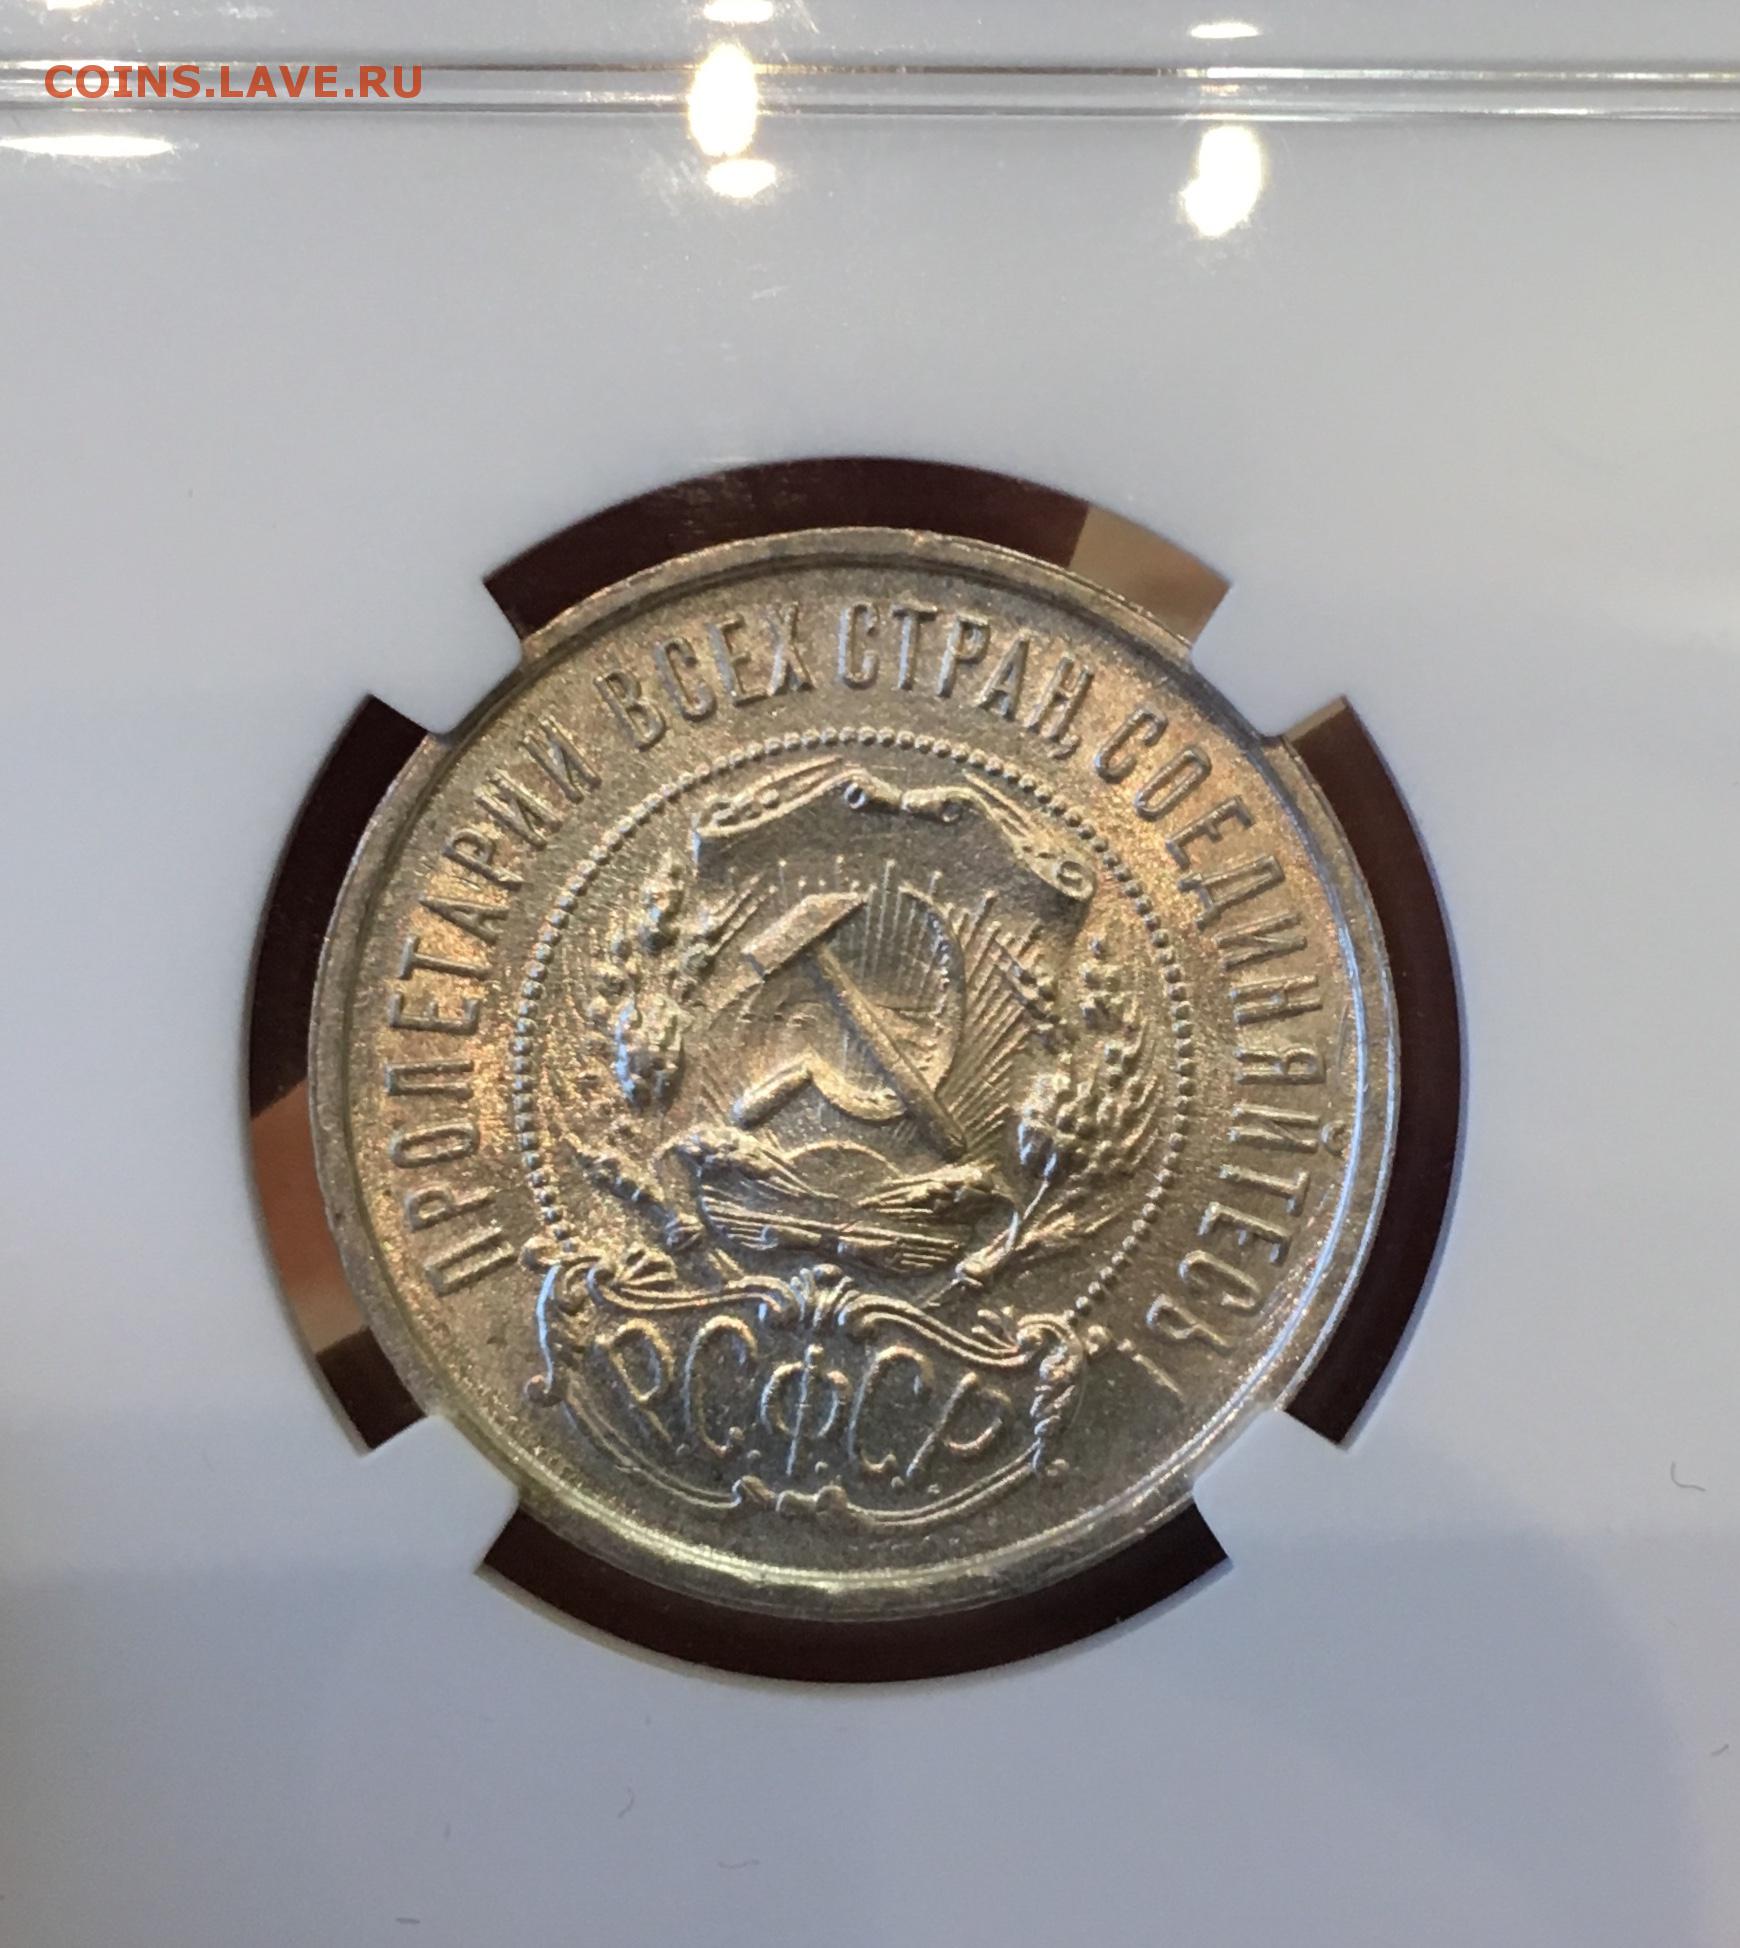 COINS.LAVE.RU
ПРОЛЕТАРИИ ВСЕХ СТРАН, СОЕДИНЯЙТЕСЬ!
Р.С.Ф.С.Р.